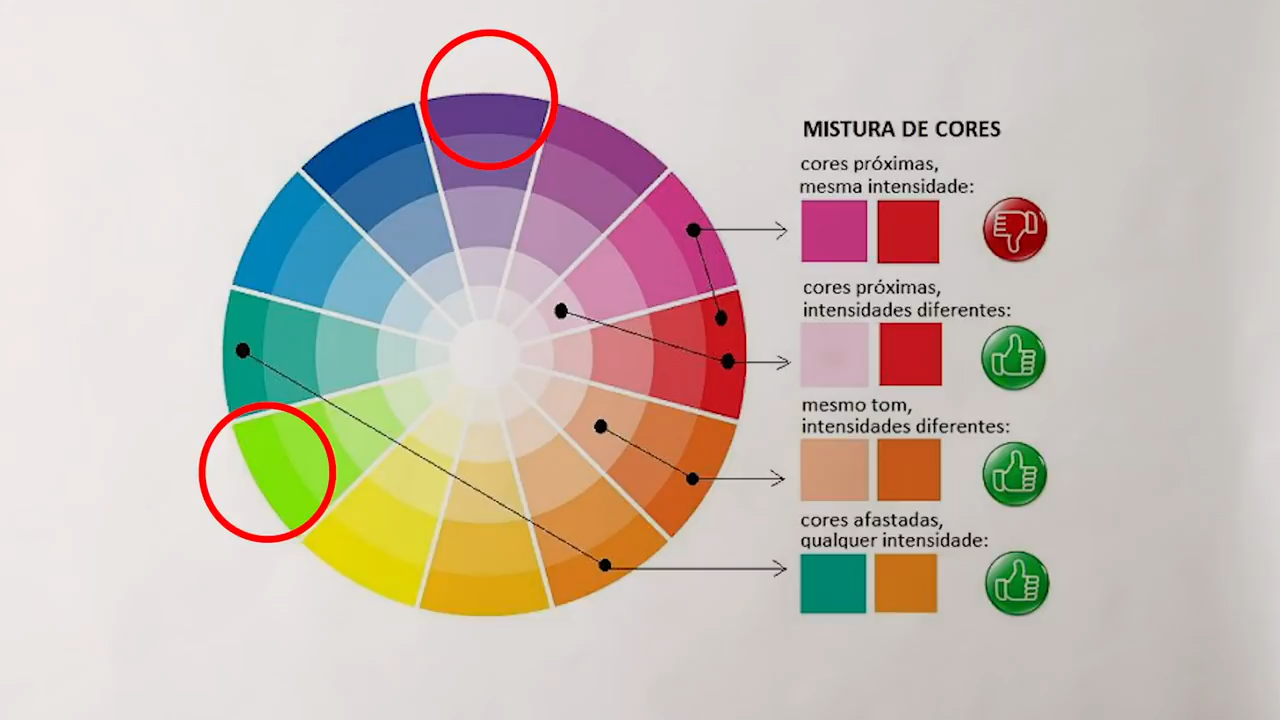 MISTURA DE CORES
cores próximas,
mesma intensidade:
cores próximas,
intensidades diferentes:
mesmo tom,
intensidades diferentes:
cores afastadas,
qualquer intensidade: